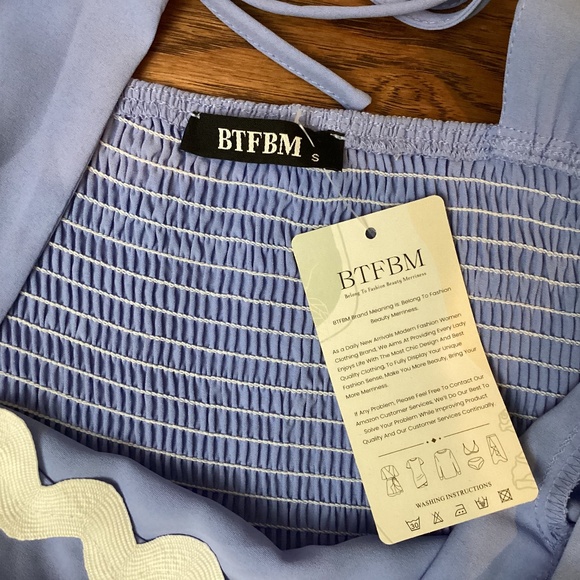 BTFBM
S
BTFBM
Belong To Fashion Beauty Merriness
BTFBM Brand Meaning is: Belong To Fashion
Beauty Merriness.
As a Daily New Arrivals Modern Fashion Women
Clothing Brand, We Aims At Providing Every Lady
Enjoys Life With The Most Chic Design And Best
Quality Clothing, To Fully Display Your Unique
Fashion Sense, Make You More Beauty, Bring Your
More Merriness.
If Any Problem, Please Feel Free To Contact Our
Amazon Customer Services, We'll Do Our Best To
Solve Your Problem While Improving Product
Quality And Our Customer Services Continually.
WASHING INSTRUCTIONS
30